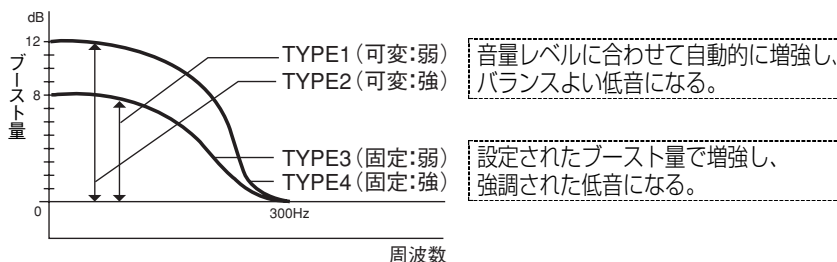 dB
12
8
0
ブースト量
TYPE1（可変：弱）
TYPE2（可変：強）
音量レベルに合わせて自動的に増強し、
バランスよい低音になる。
TYPE3（固定：弱）
TYPE4（固定：強）
設定されたブースト量で増強し、
強調された低音になる。
300Hz
周波数